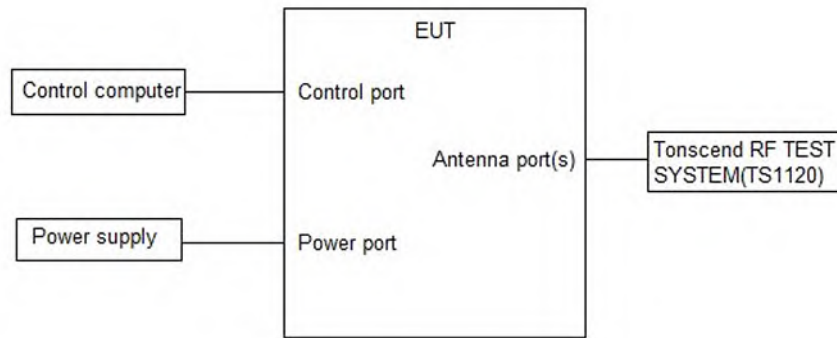 EUT
Control computer
Control port
Antenna port(s)
Tonscend RF TEST
SYSTEM(TS1120)
Power supply
Power port